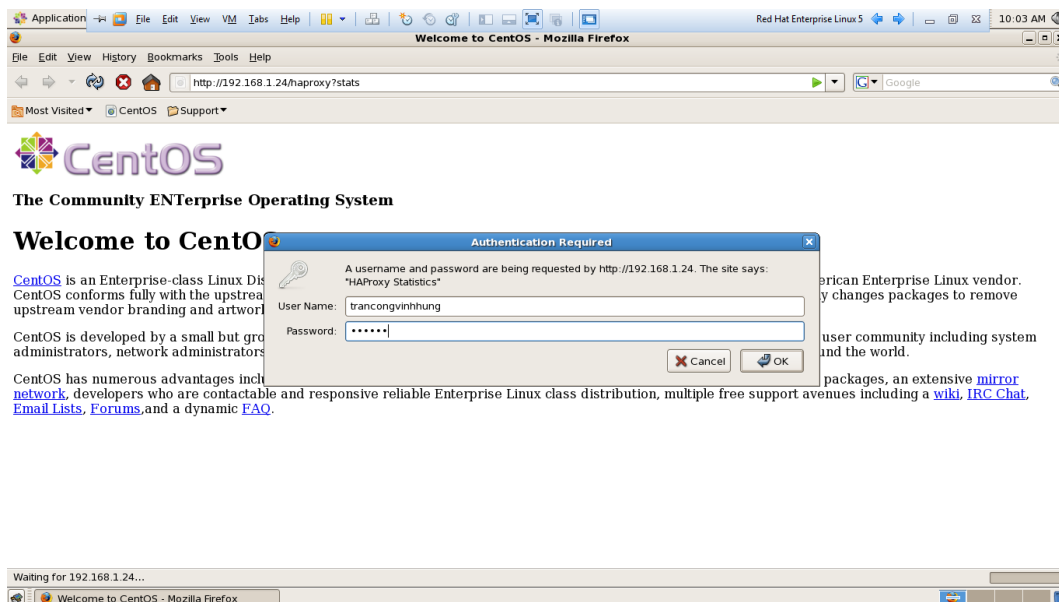 Application File Edit View VM Tabs Help Red Hat Enterprise Linux 5 10:03 AM
Welcome to CentOS - Mozilla Firefox
File Edit View History Bookmarks Tools Help
http://192.168.1.24/haproxy?stats Google
Most Visited CentOS Support
CentOS
The Community ENTerprise Operating System
Welcome to CentO
Authentication Required
A username and password are being requested by http://192.168.1.24. The site says:
"HAProxy Statistics"
User Name: trancongvinhhung
Password: ••••••
Cancel OK
CentOS is an Enterprise-class Linux Dis erican Enterprise Linux vendor.
CentOS conforms fully with the upstrea y changes packages to remove
upstream vendor branding and artwor
CentOS is developed by a small but gro user community including system
administrators, network administrators und the world.
CentOS has numerous advantages inclu packages, an extensive mirror
network, developers who are contactable and responsive reliable Enterprise Linux class distribution, multiple free support avenues including a wiki, IRC Chat,
Email Lists, Forums,and a dynamic FAQ.
Waiting for 192.168.1.24...
Welcome to CentOS - Mozilla Firefox